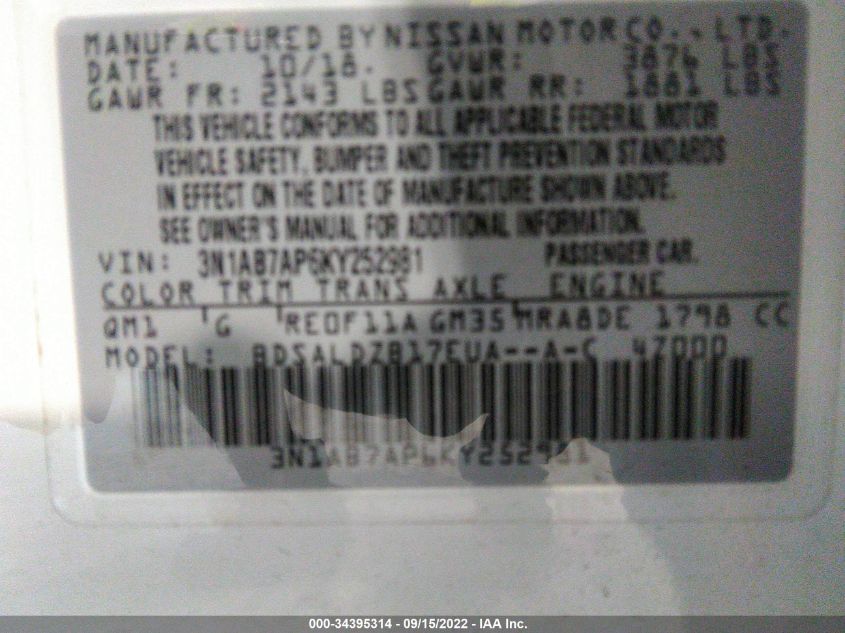 MANUFACTURED BY NISSAN MOTOR CO., LTD.
DATE: 10/18. GVWR: 3876 LBS
GAWR FR: 2143 LBS GAWR RR: 1881 LBS
THIS VEHICLE CONFORMS TO ALL APPLICABLE FEDERAL MOTOR
VEHICLE SAFETY, BUMPER AND THEFT PREVENTION STANDARDS
IN EFFECT ON THE DATE OF MANUFACTURE SHOWN ABOVE.
SEE OWNER'S MANUAL FOR ADDITIONAL INFORMATION.
VIN: 3N1AB7AP6KY252981 PASSENGER CAR.
COLOR TRIM TRANS AXLE ENGINE
QM1 G RE0F11A GM35 MRA8DE 1798 CC
MODEL: BDSALDZB17EUA--A-C 47000
3N1AB7AP6KY252981
000-34395314 - 09/15/2022 - IAA Inc.